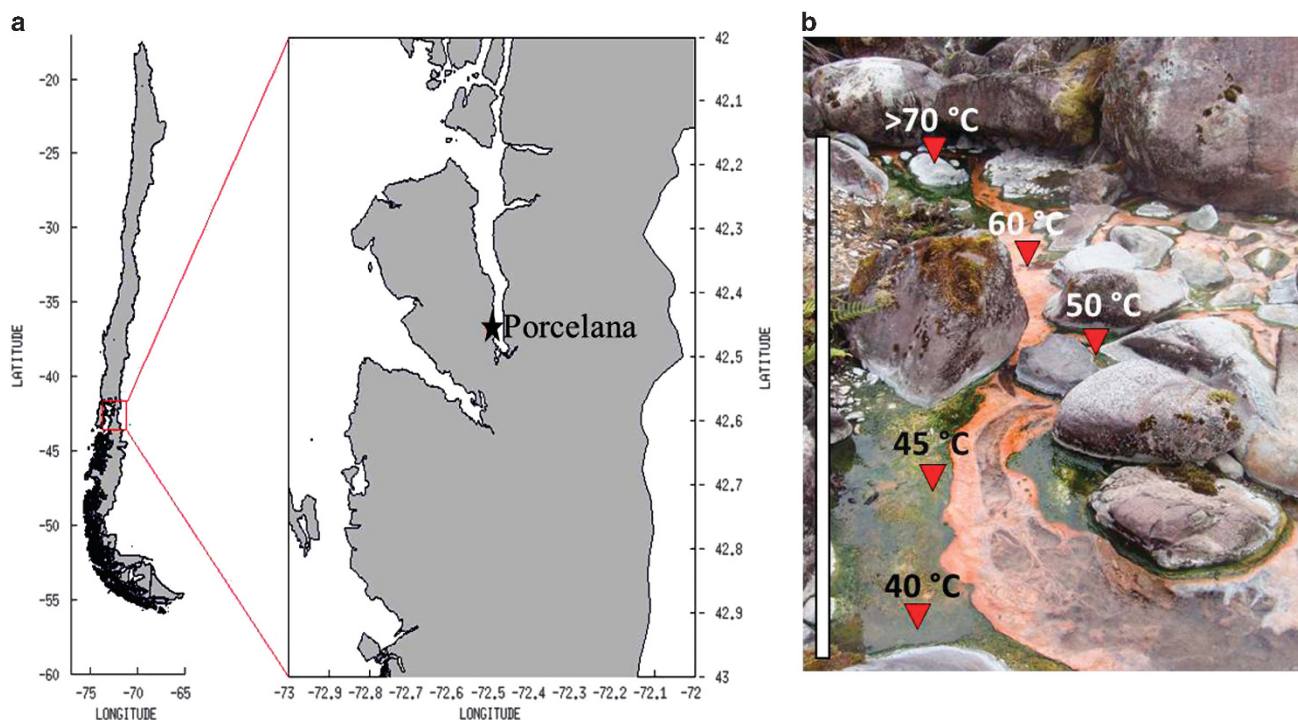 a
-20
-25
-30
-35
-40
-45
-50
-55
-60
LATITUDE
-75 -70 -65
LONGITUDE
Porcelana
42
42.1
42.2
42.3
42.4
42.5
42.6
42.7
42.8
42.9
43
LATITUDE
-73 -72.9 -72.8 -72.7 -72.6 -72.5 -72.4 -72.3 -72.2 -72.1 -72
LONGITUDE
b
>70 °C
60 °C
50 °C
45 °C
40 °C